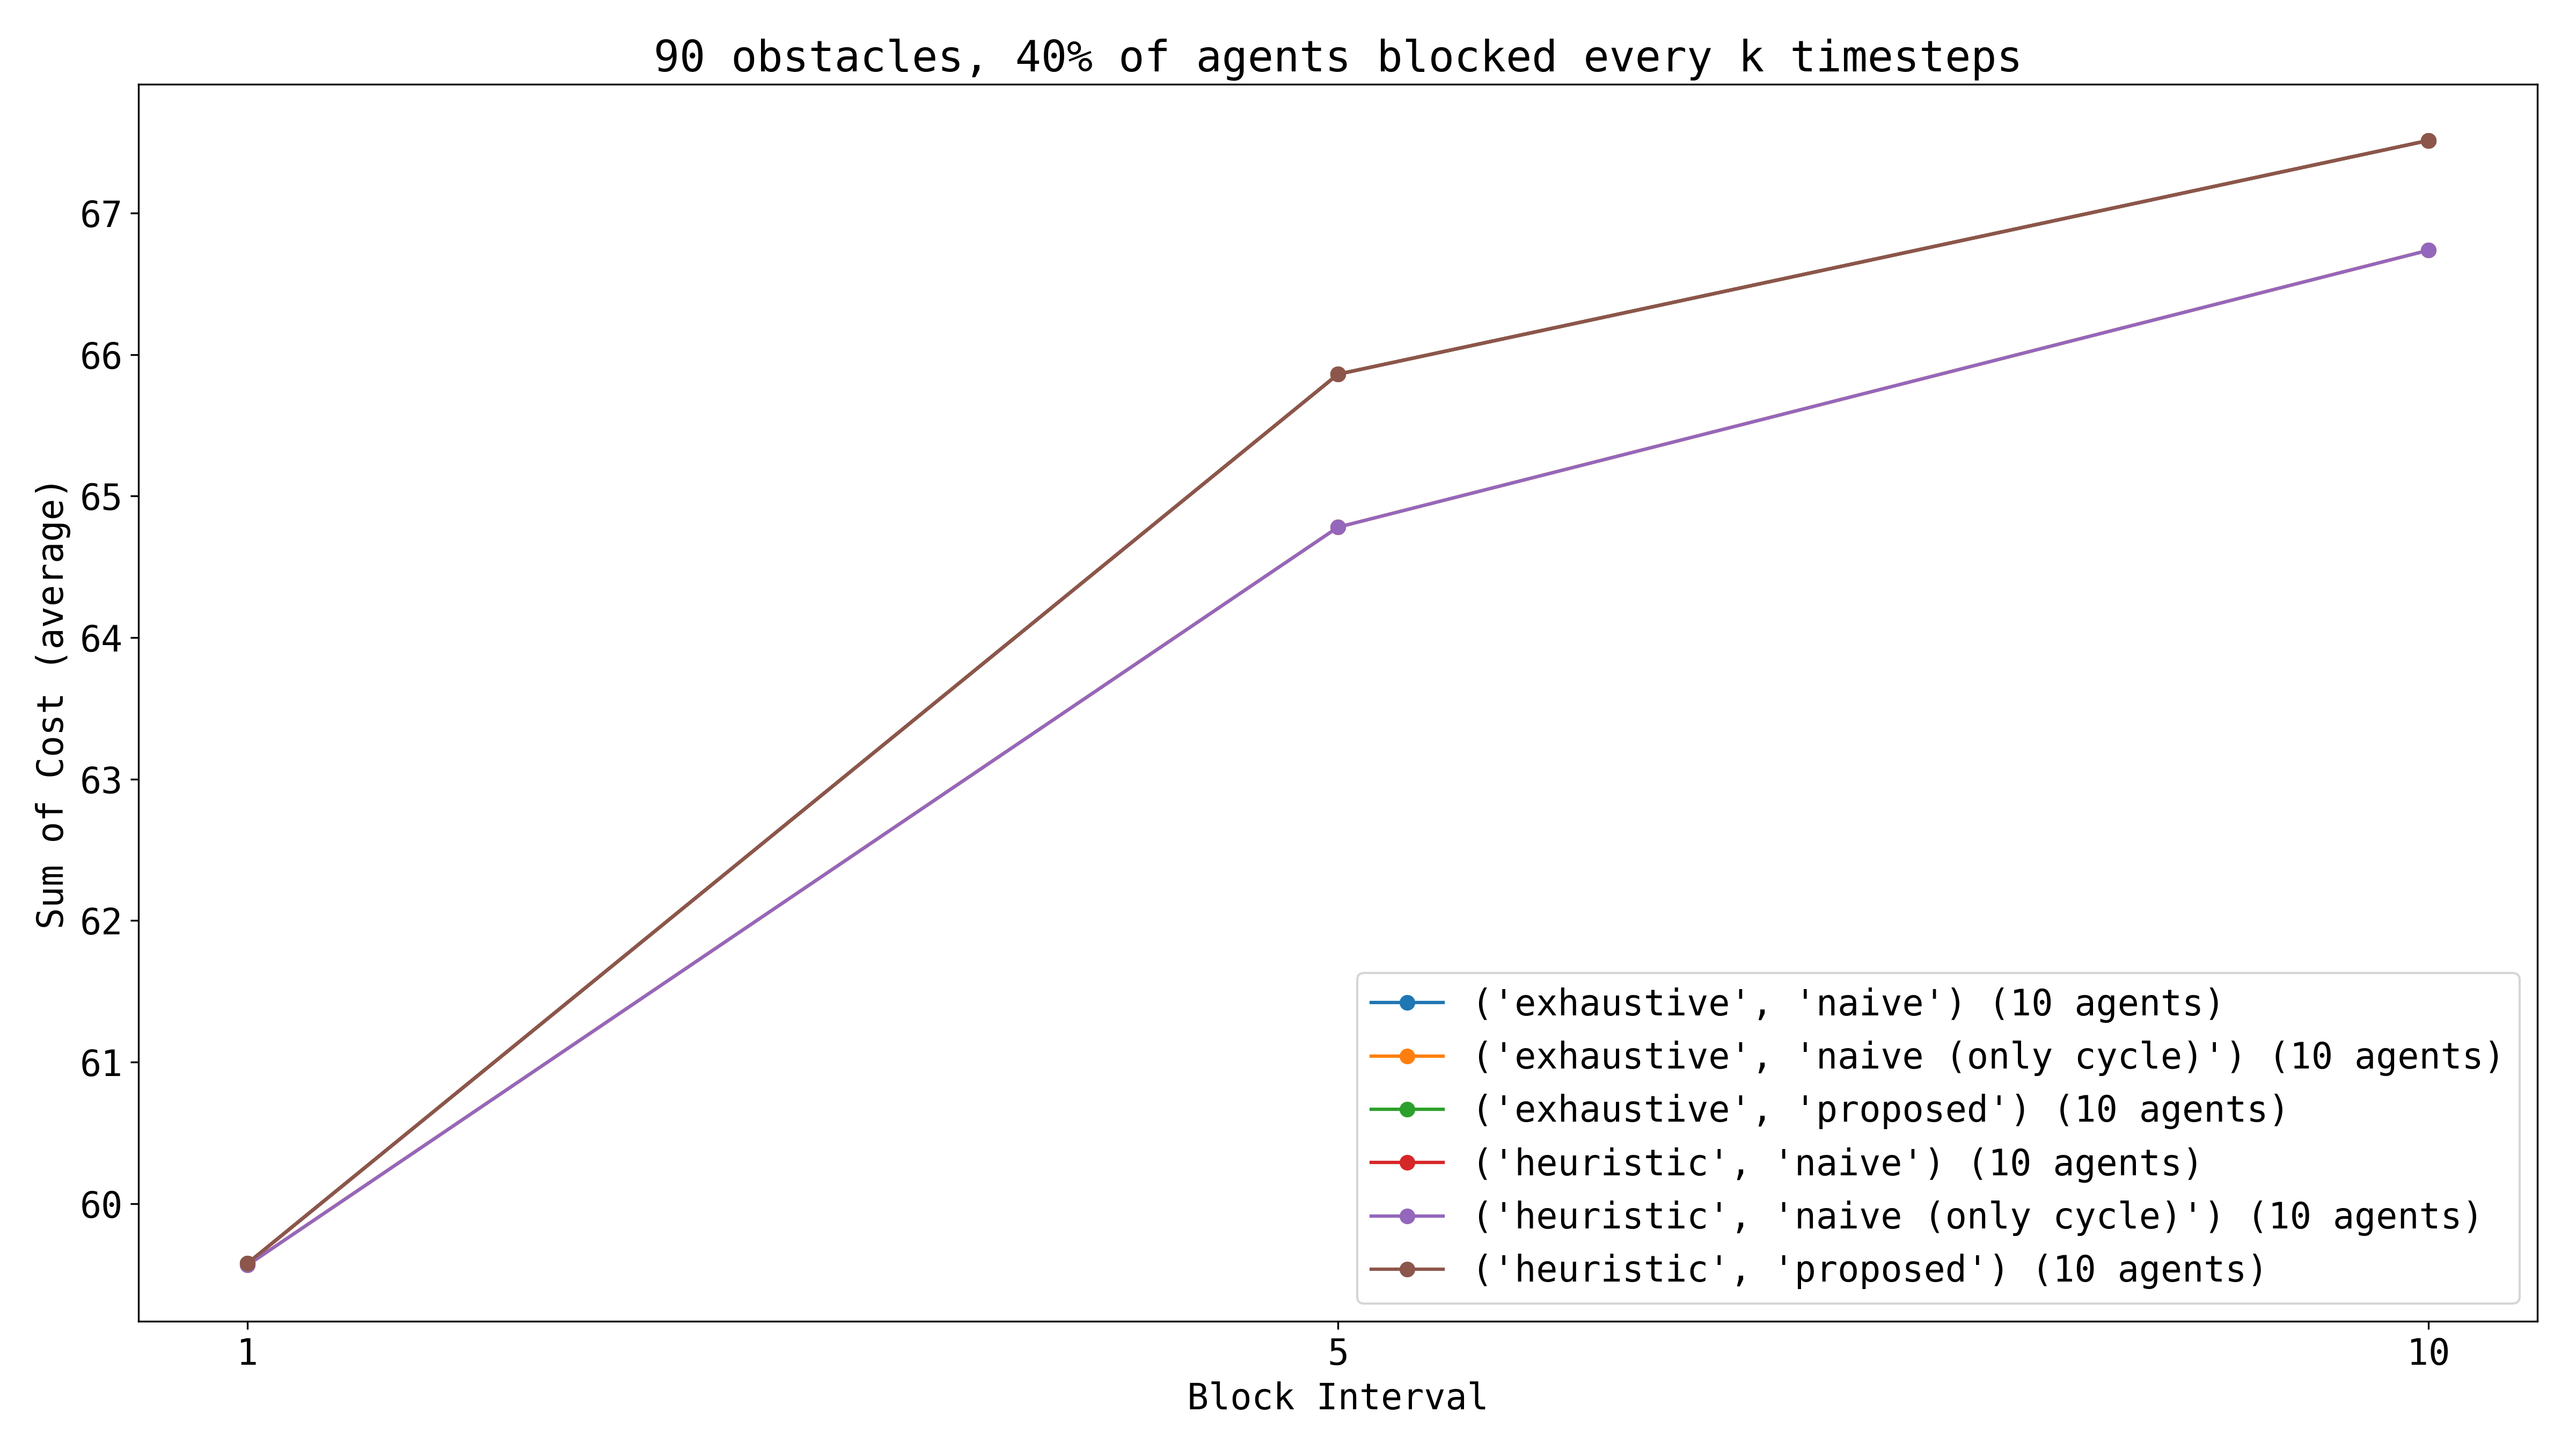 90 obstacles, 40% of agents blocked every k timesteps
Sum of Cost (average)
67
66
65
64
63
62
61
60
('exhaustive', 'naive') (10 agents)
('exhaustive', 'naive (only cycle)') (10 agents)
('exhaustive', 'proposed') (10 agents)
('heuristic', 'naive') (10 agents)
('heuristic', 'naive (only cycle)') (10 agents)
('heuristic', 'proposed') (10 agents)
1 5 10
Block Interval